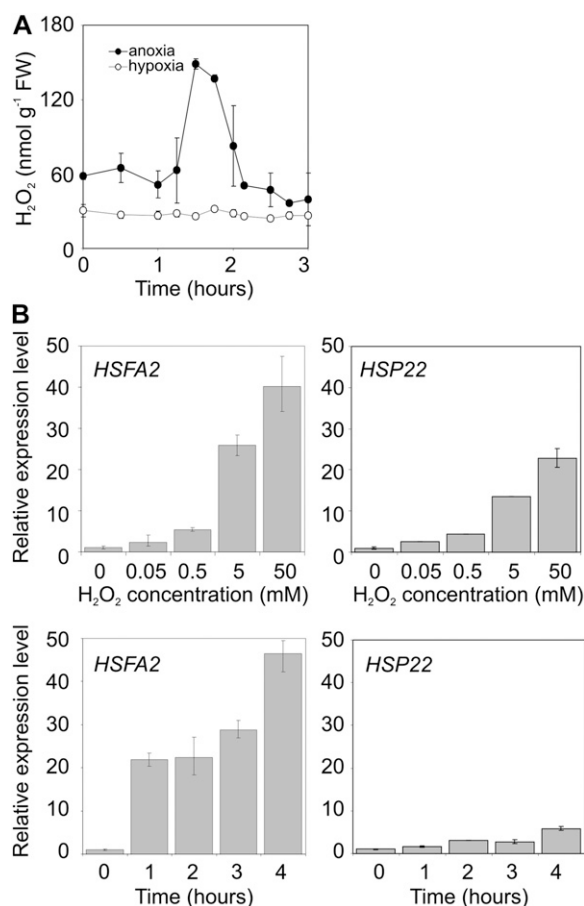 A
180
120
60
0
H₂O₂ (nmol g⁻¹ FW)
anoxia
hypoxia
0 1 2 3
Time (hours)
B
Relative expression level
50
40
30
20
10
0
HSFA2
0 0.05 0.5 5 50
H₂O₂ concentration (mM)
50
40
30
20
10
0
HSP22
0 0.05 0.5 5 50
H₂O₂ concentration (mM)
Relative expression level
50
40
30
20
10
0
HSFA2
0 1 2 3 4
Time (hours)
50
40
30
20
10
0
HSP22
0 1 2 3 4
Time (hours)